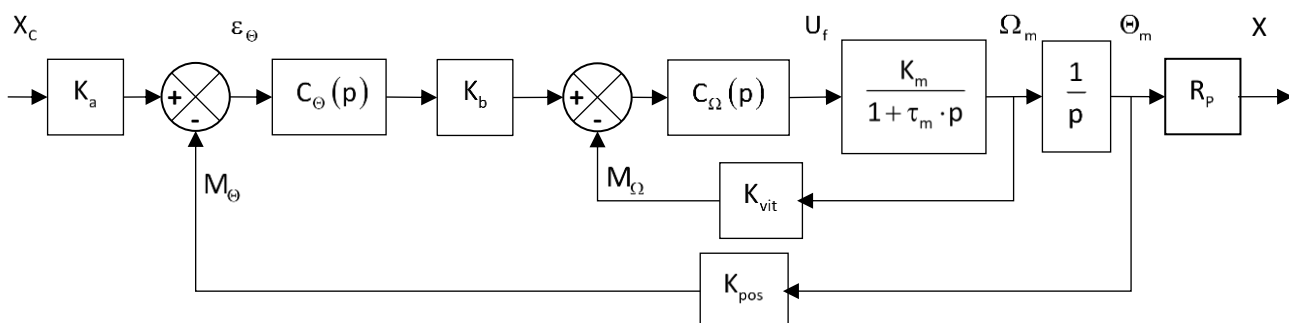 X_C
ε_Θ
U_f
Ω_m
Θ_m
X
K_a
+
-
C_Θ(p)
K_b
+
-
C_Ω(p)
K_m
1 + τ_m · p
1
p
R_P
M_Θ
M_Ω
K_vit
K_pos